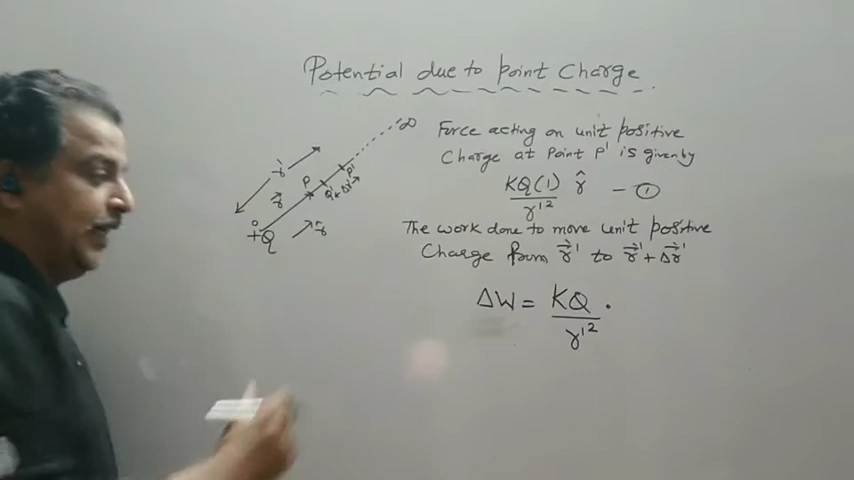 Potential due to point Charge
Force acting on unit positive
Charge at point P' is given by
KQ(1) r̂ — ①
r'²
The work done to move unit positive
Charge from r⃗' to r⃗'+Δr⃗'
ΔW = KQ .
r'²
∞
P'
P
r'
r⃗
Q' Δr'
r̂
O
+Q